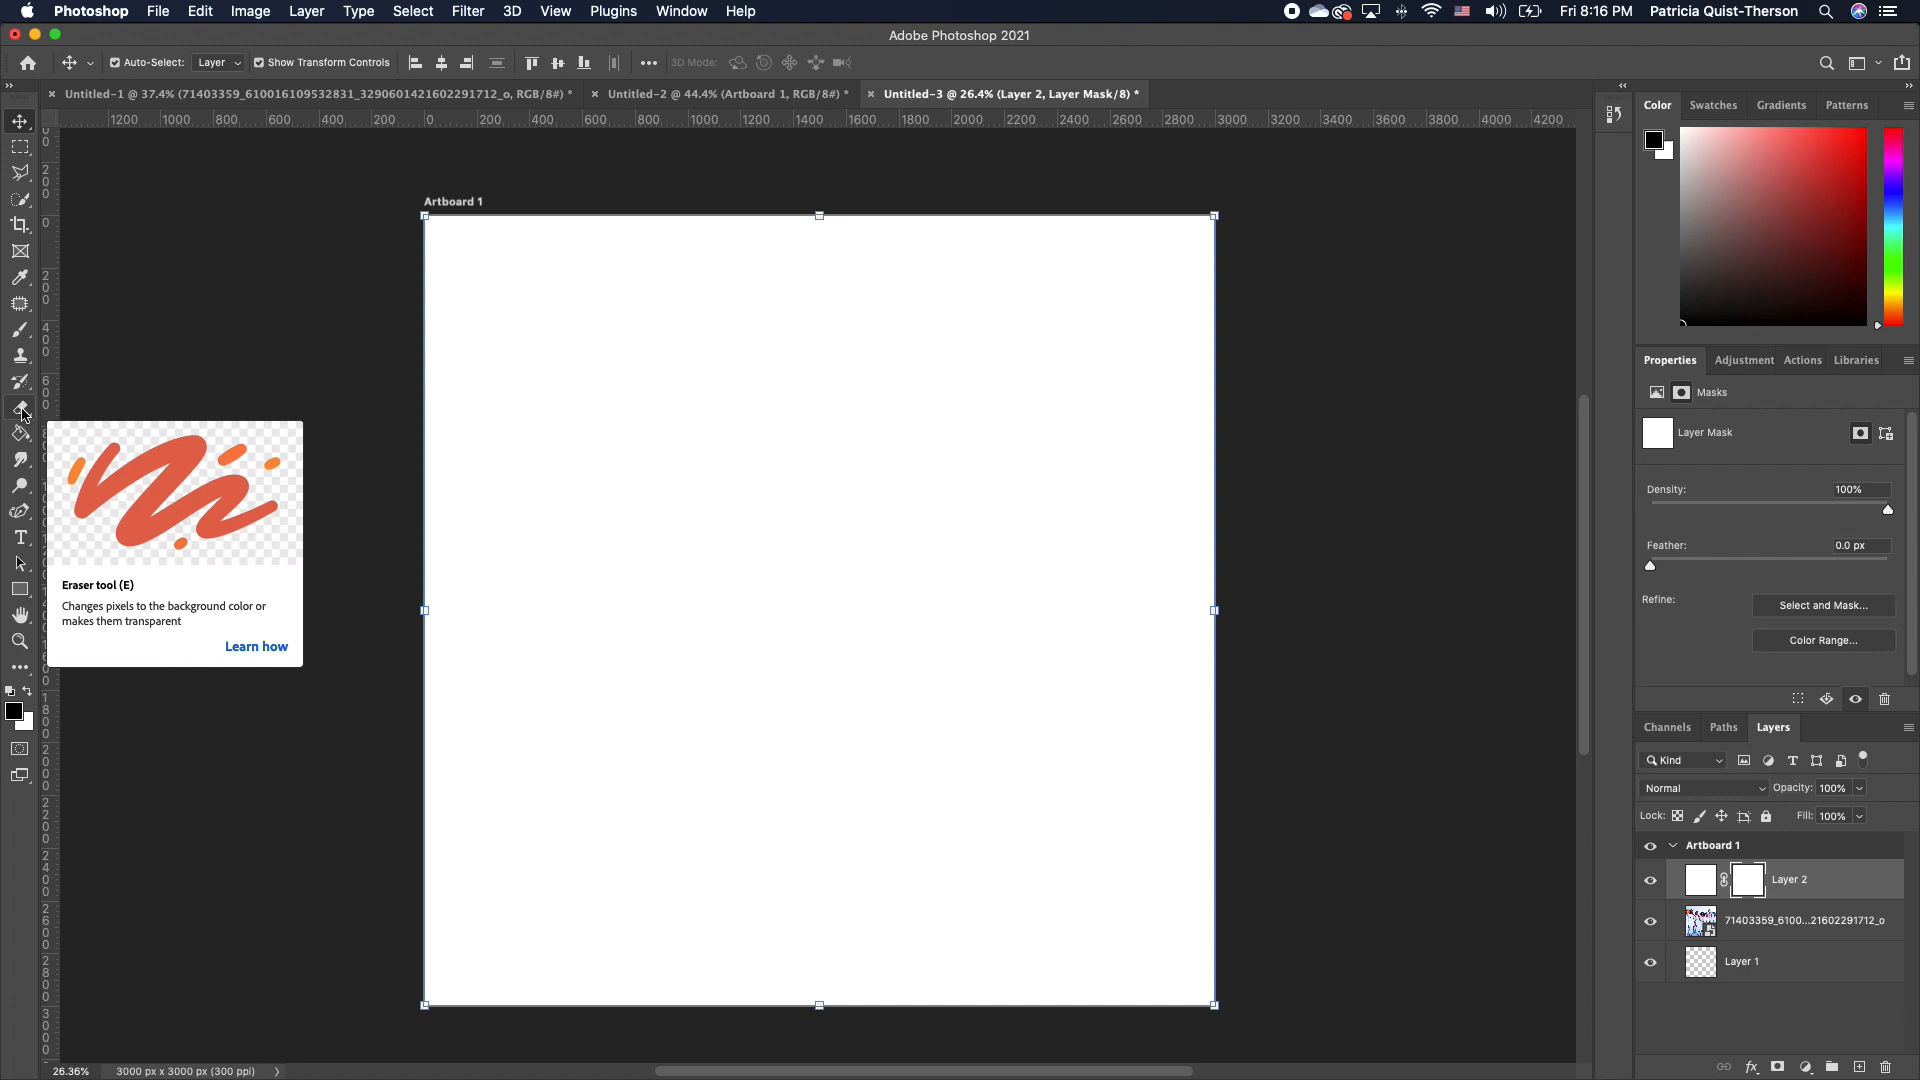 Photoshop File Edit Image Layer Type Select Filter 3D View Plugins Window Help Fri 8:16 PM Patricia Quist-Therson
Adobe Photoshop 2021
Auto-Select: Layer Show Transform Controls 3D Mode:
Untitled-1 @ 37.4% (71403359_610016109532831_3290601421602291712_o, RGB/8#) * Untitled-2 @ 44.4% (Artboard 1, RGB/8#) * Untitled-3 @ 26.4% (Layer 2, Layer Mask/8) *
1200 1000 800 600 400 200 0 200 400 600 800 1000 1200 1400 1600 1800 2000 2200 2400 2600 2800 3000 3200 3400 3600 3800 4000 4200
Color Swatches Gradients Patterns
Artboard 1
Properties Adjustment Actions Libraries
Masks
Layer Mask
Density: 100%
Feather: 0.0 px
Refine: Select and Mask...
Color Range...
Eraser tool (E)
Changes pixels to the background color or
makes them transparent
Learn how
Channels Paths Layers
Kind
Normal Opacity: 100%
Lock: Fill: 100%
Artboard 1
Layer 2
71403359_6100...21602291712_o
Layer 1
26.36% 3000 px x 3000 px (300 ppi)